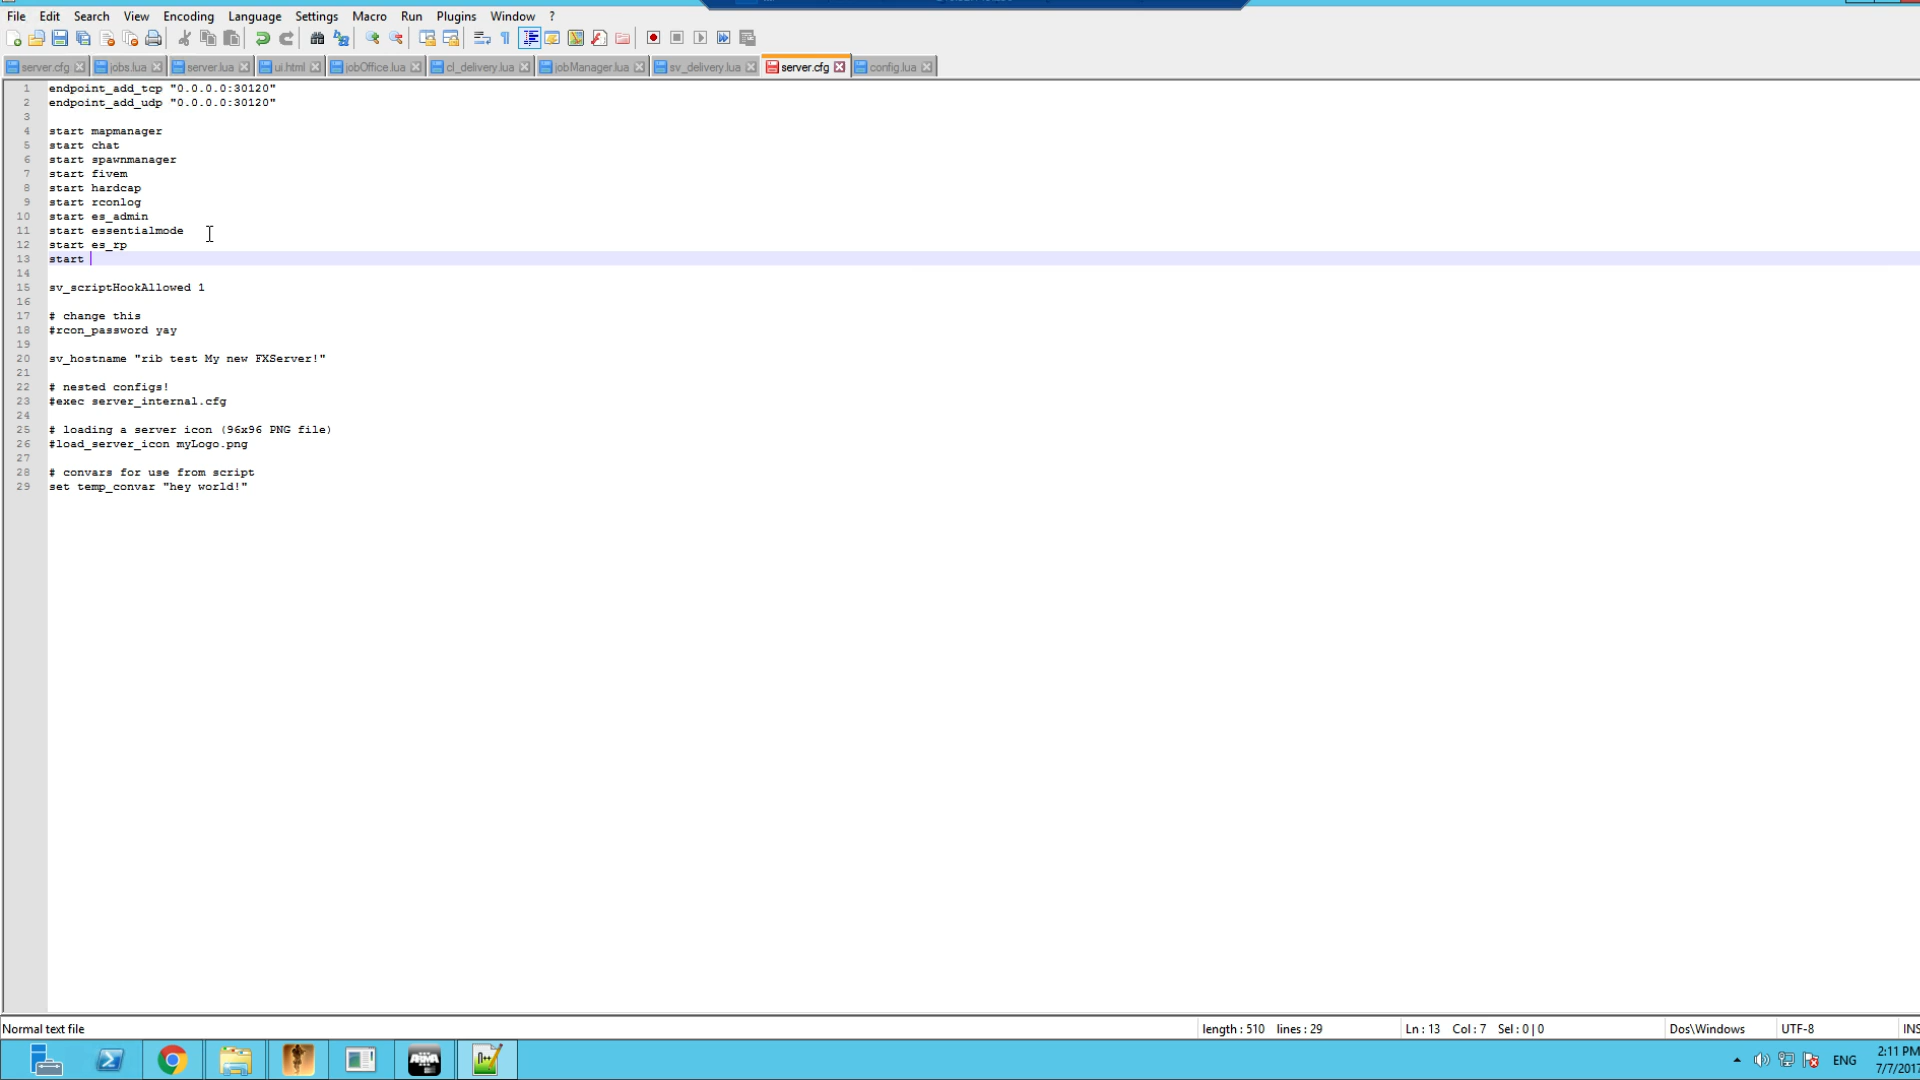 File Edit Search View Encoding Language Settings Macro Run Plugins Window ?
server.cfg jobs.lua server.lua ui.html jobOffice.lua cl_delivery.lua jobManager.lua sv_delivery.lua server.cfg config.lua
1 endpoint_add_tcp "0.0.0.0:30120"
2 endpoint_add_udp "0.0.0.0:30120"
3
4 start mapmanager
5 start chat
6 start spawnmanager
7 start fivem
8 start hardcap
9 start rconlog
10 start es_admin
11 start essentialmode
12 start es_rp
13 start
14
15 sv_scriptHookAllowed 1
16
17 # change this
18 #rcon_password yay
19
20 sv_hostname "rib test My new FXServer!"
21
22 # nested configs!
23 #exec server_internal.cfg
24
25 # loading a server icon (96x96 PNG file)
26 #load_server_icon myLogo.png
27
28 # convars for use from script
29 set temp_convar "hey world!"
Normal text file length : 510 lines : 29 Ln : 13 Col : 7 Sel : 0 | 0 Dos\Windows UTF-8 INS
ENG 2:11 PM
7/7/2017